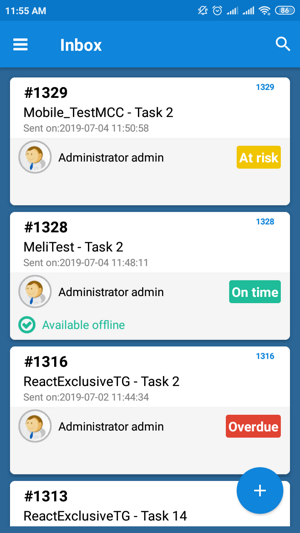 11:55 AM
86
Inbox
#1329
1329
Mobile_TestMCC - Task 2
Sent on:2019-07-04 11:50:58
Administrator admin
At risk
#1328
1328
MeliTest - Task 2
Sent on:2019-07-04 11:48:11
Administrator admin
On time
Available offline
#1316
1316
ReactExclusiveTG - Task 2
Sent on:2019-07-02 11:44:34
Administrator admin
Overdue
#1313
1313
ReactExclusiveTG - Task 14